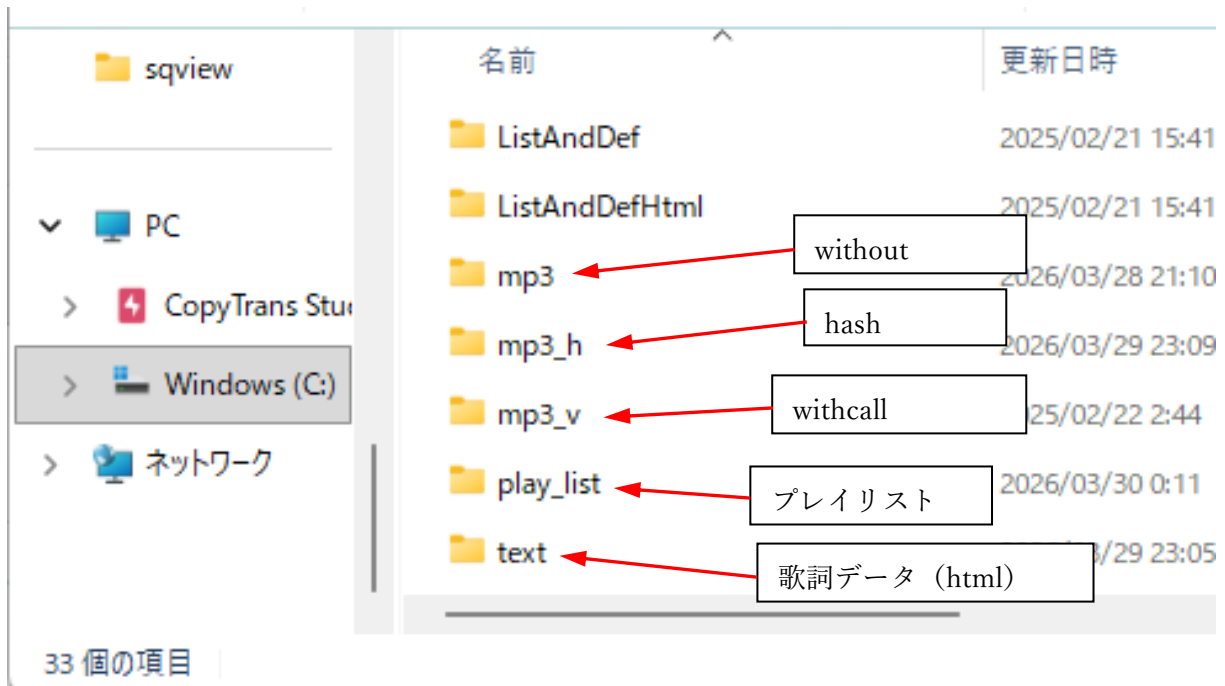 sqview
名前
更新日時
ListAndDef
2025/02/21 15:41
ListAndDefHtml
2025/02/21 15:41
PC
without
mp3
2026/03/28 21:10
CopyTrans Stu
hash
mp3_h
2026/03/29 23:09
Windows (C:)
withcall
mp3_v
25/02/22 2:44
ネットワーク
play_list
プレイリスト
2026/03/30 0:11
text
歌詞データ（html）
/29 23:05
33 個の項目